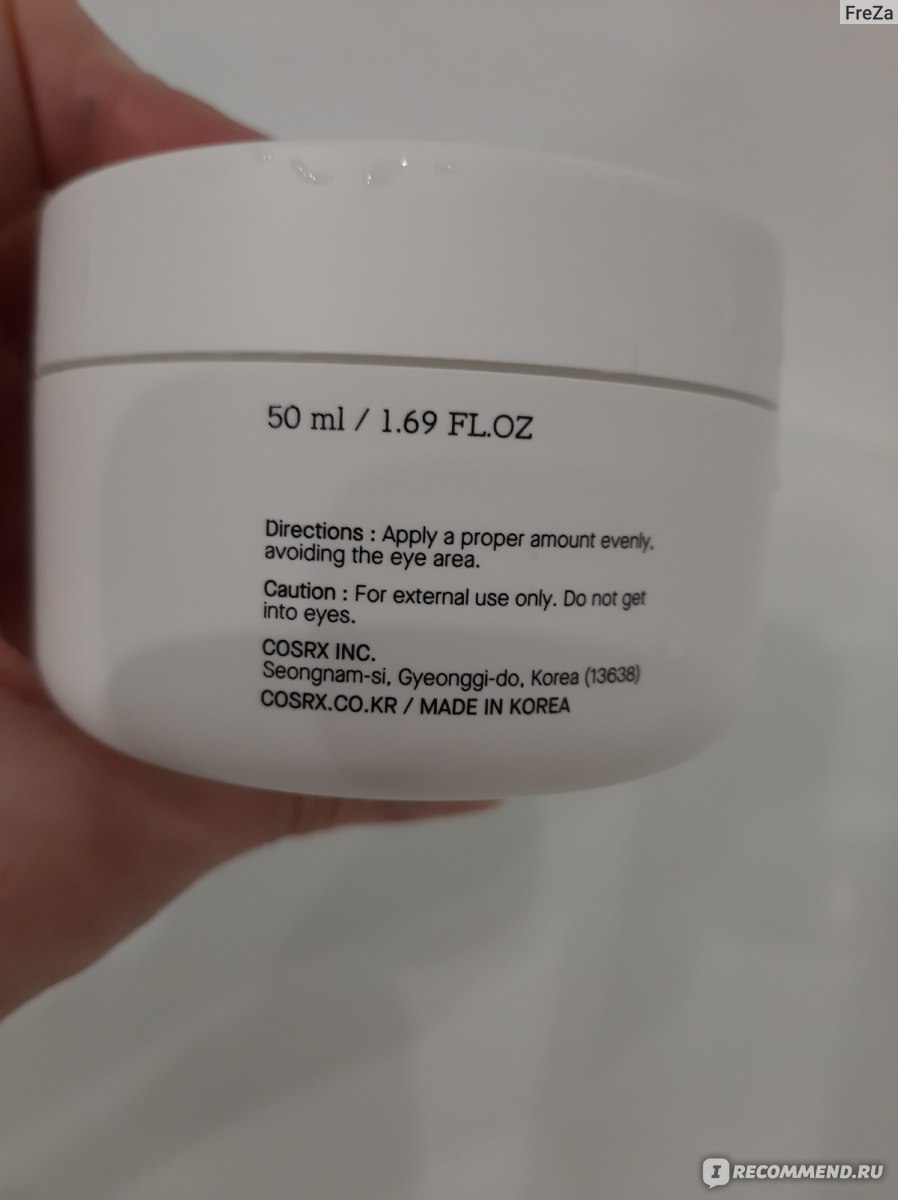 FreZa
50 ml / 1.69 FL.OZ
Directions : Apply a proper amount evenly,
avoiding the eye area.
Caution : For external use only. Do not get
into eyes.
COSRX INC.
Seongnam-si, Gyeonggi-do, Korea (13638)
COSRX.CO.KR / MADE IN KOREA
IRECOMMEND.RU